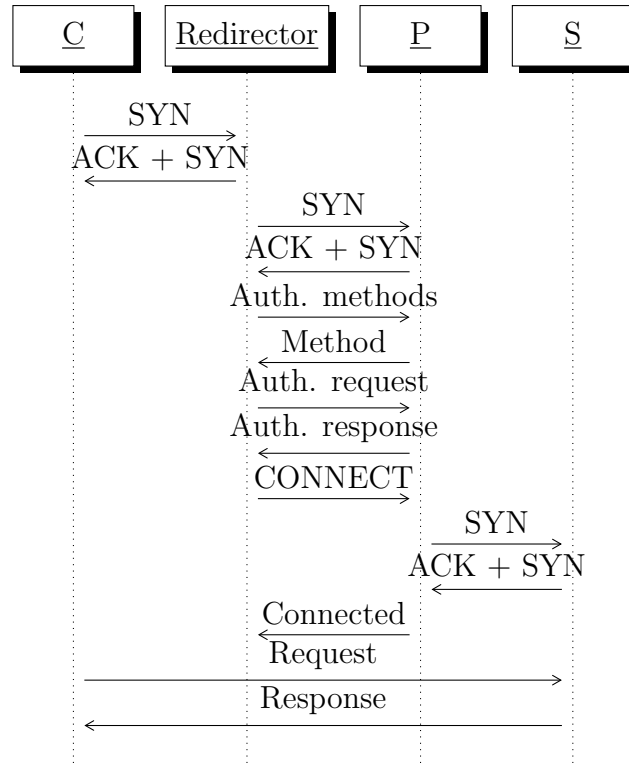 C Redirector P S
SYN
ACK + SYN
SYN
ACK + SYN
Auth. methods
Method
Auth. request
Auth. response
CONNECT
SYN
ACK + SYN
Connected
Request
Response